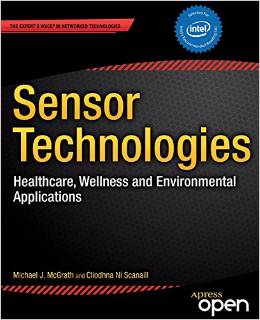 THE EXPERT'S VOICE® IN NETWORKED TECHNOLOGIES
intel
Sensor
Technologies
Healthcare, Wellness and Environmental
Applications
Michael J. McGrath and Cliodhna Ní Scanaill
Apress
open